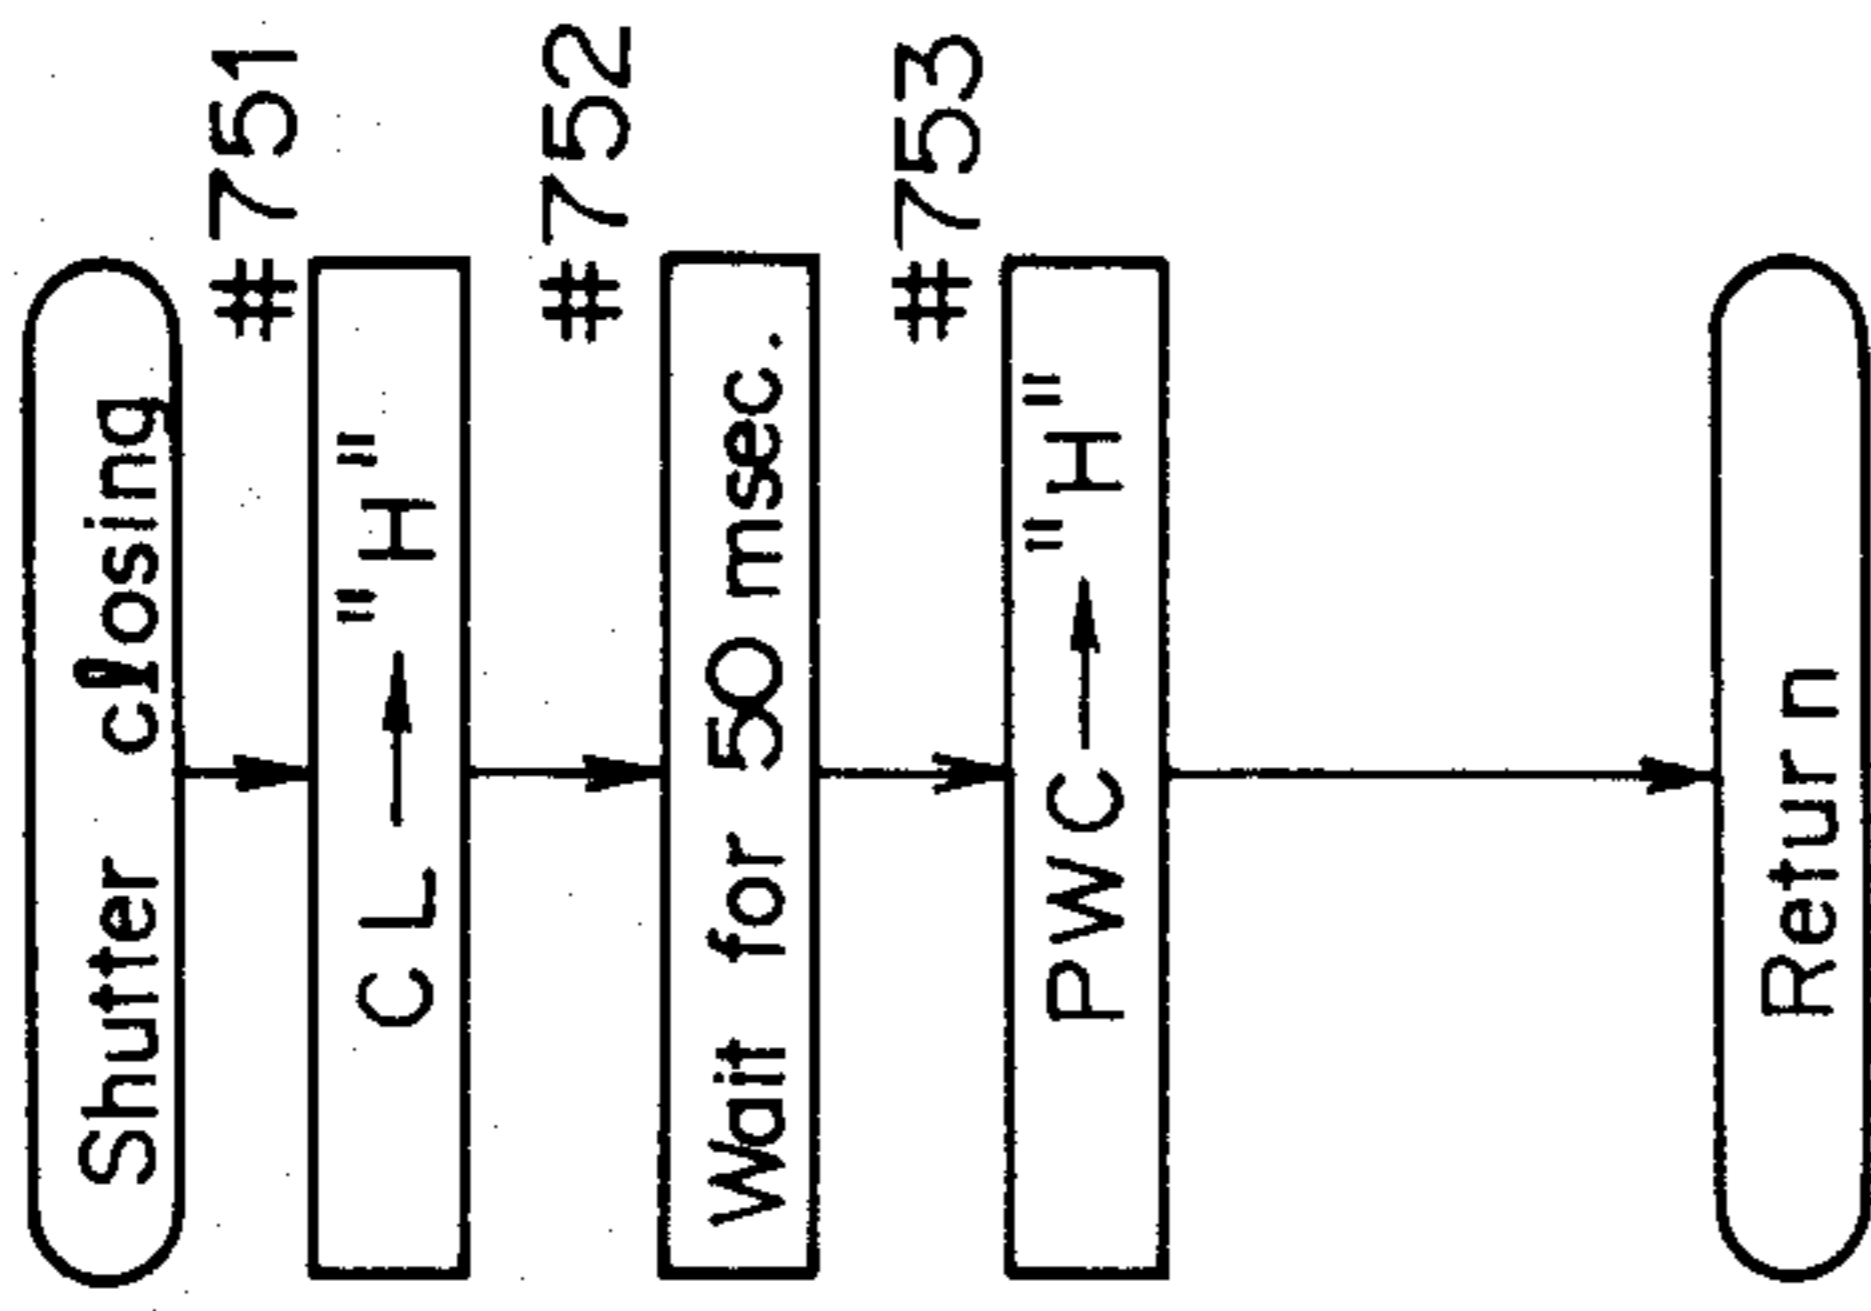 Shutter closing
#751
CL → "H"
#752
Wait for 50 msec.
#753
PWC → "H"
Return